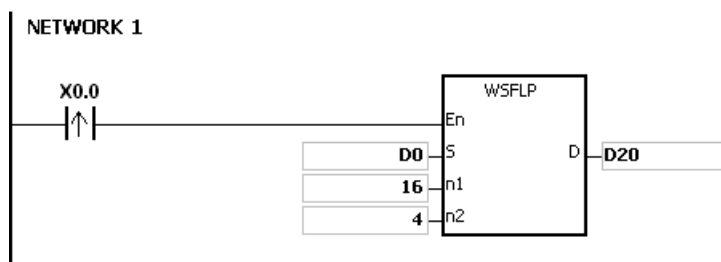 NETWORK 1
X0.0
WSFLP
En
D0 S D D20
16 n1
4 n2